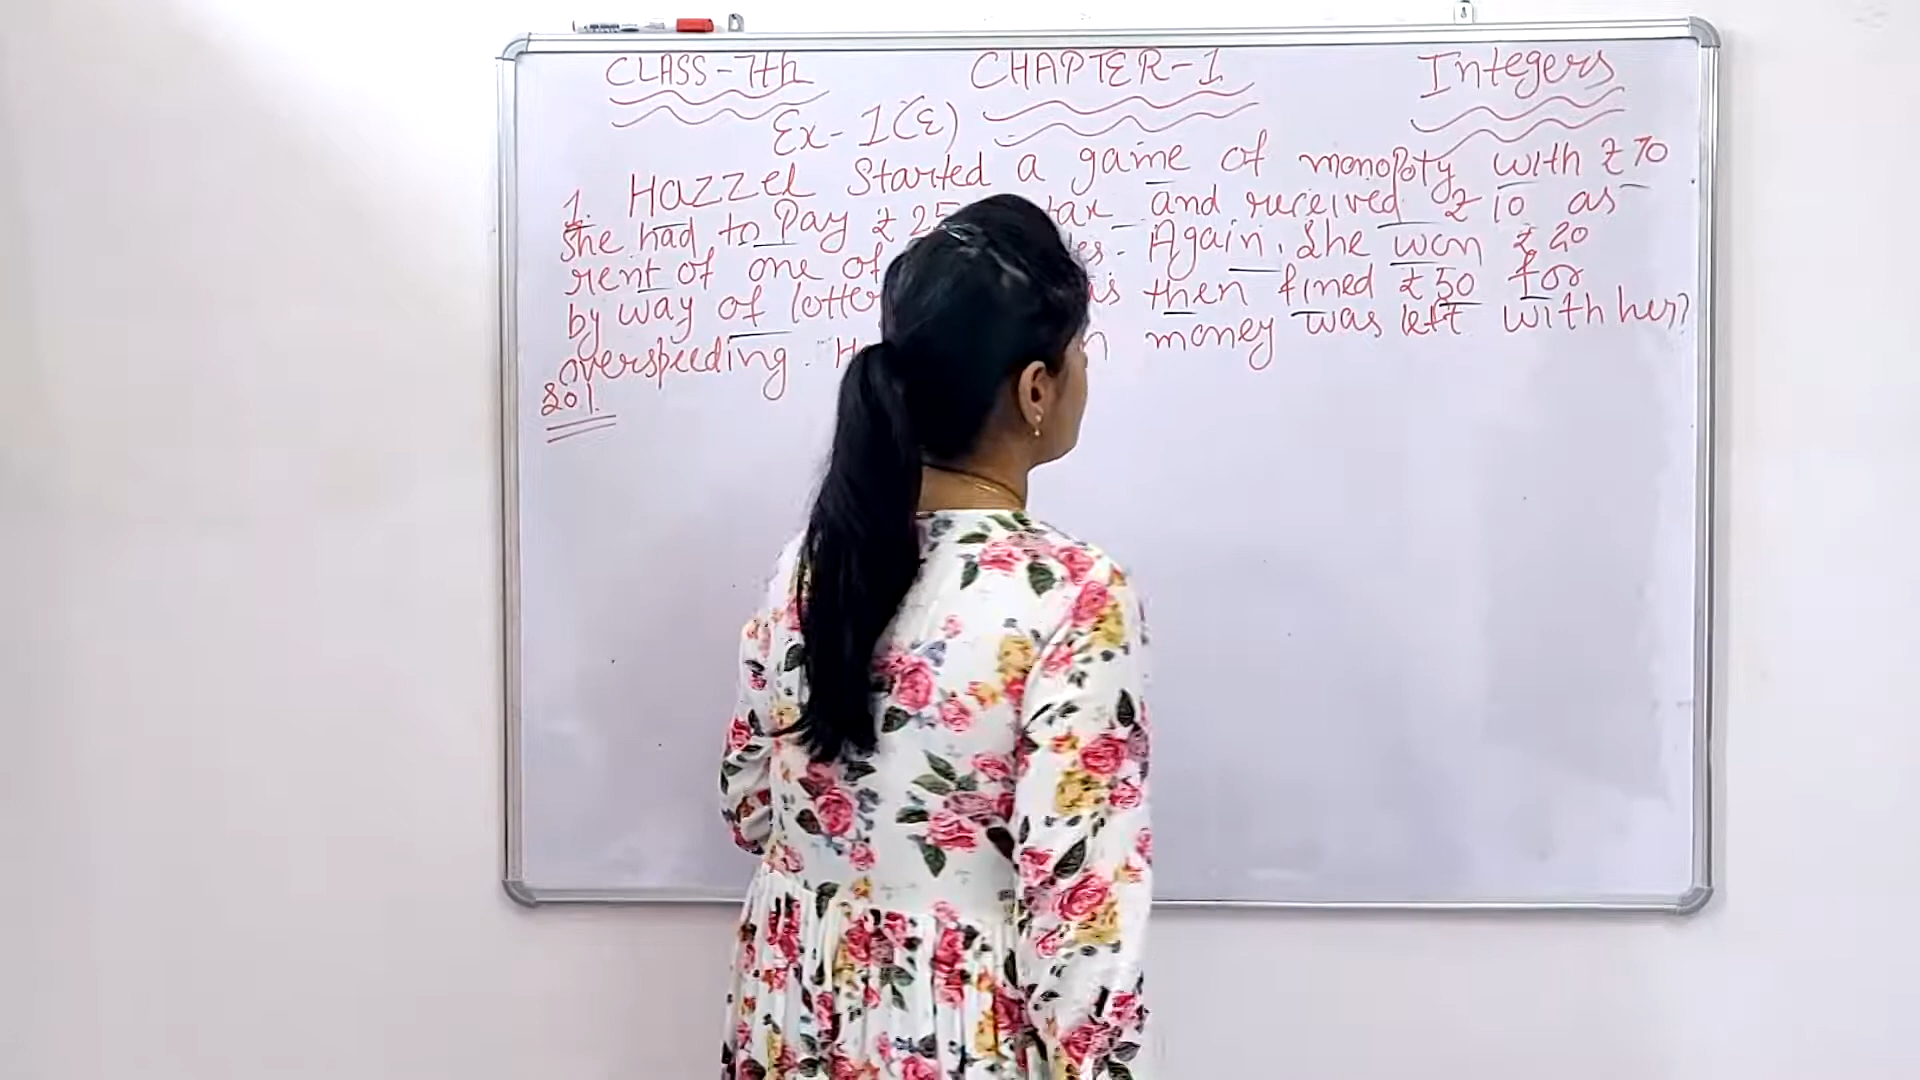 CLASS-7th CHAPTER-1 Integers
Ex-1(E)
1. Hazzel Started a game of monopoly with ₹70
She had to Pay ₹25 tax and received ₹10 as
rent of one of Again. She won ₹20
by way of then fined ₹50 for
overspeeding. money was left with her?
Sol.